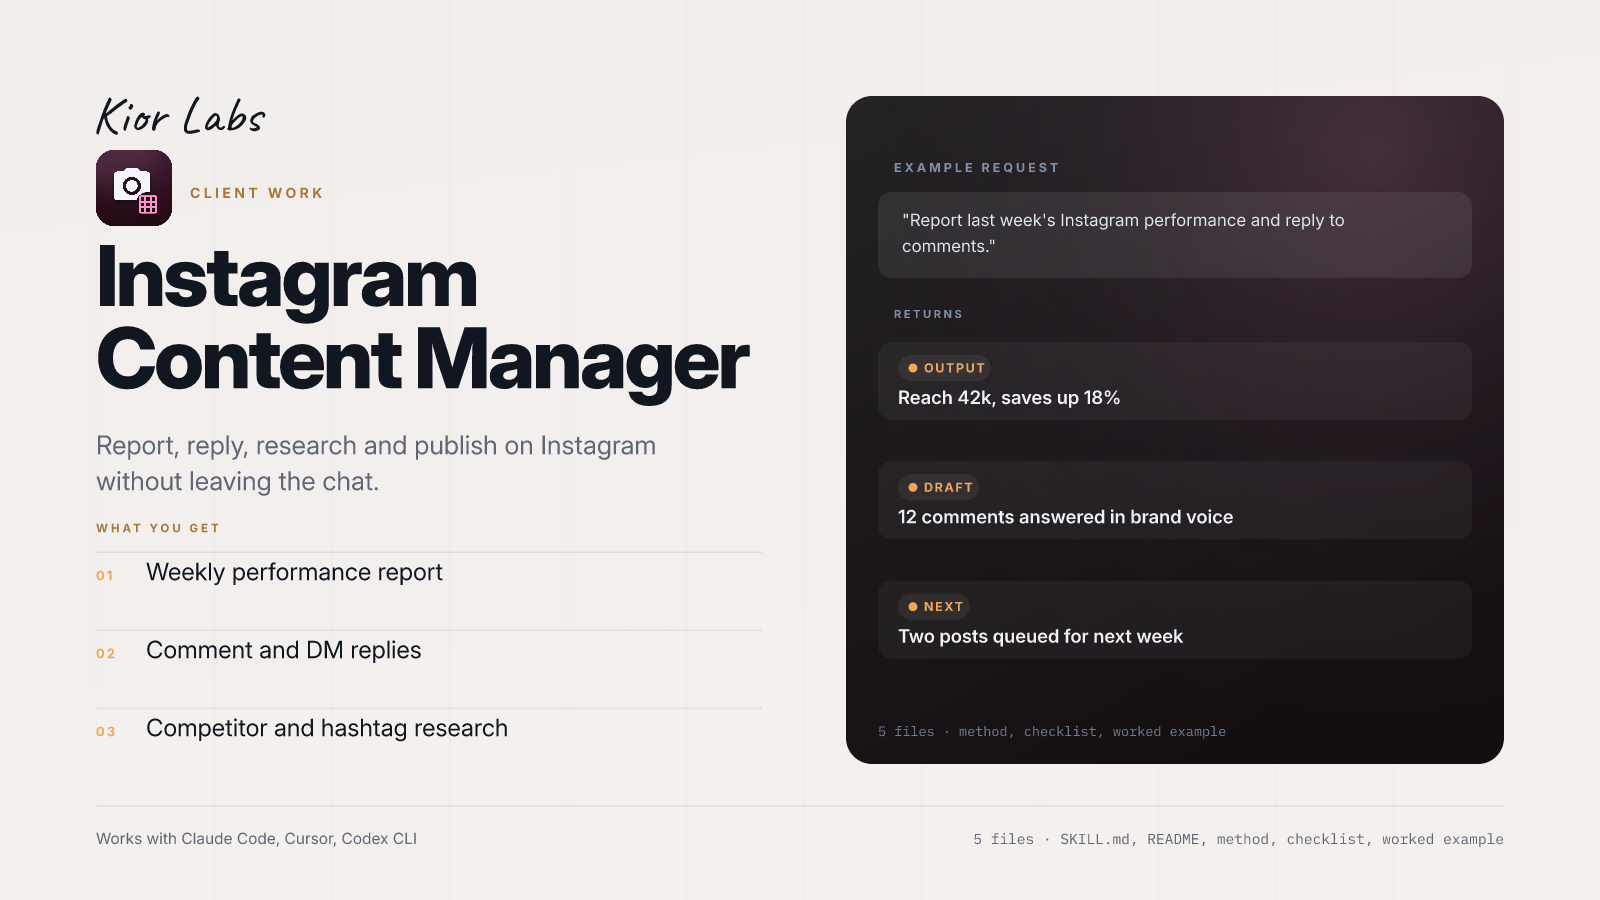 Kior Labs
CLIENT WORK
Instagram
Content Manager
Report, reply, research and publish on Instagram
without leaving the chat.
WHAT YOU GET
01 Weekly performance report
02 Comment and DM replies
03 Competitor and hashtag research
EXAMPLE REQUEST
"Report last week's Instagram performance and reply to
comments."
RETURNS
OUTPUT
Reach 42k, saves up 18%
DRAFT
12 comments answered in brand voice
NEXT
Two posts queued for next week
5 files · method, checklist, worked example
Works with Claude Code, Cursor, Codex CLI
5 files · SKILL.md, README, method, checklist, worked example